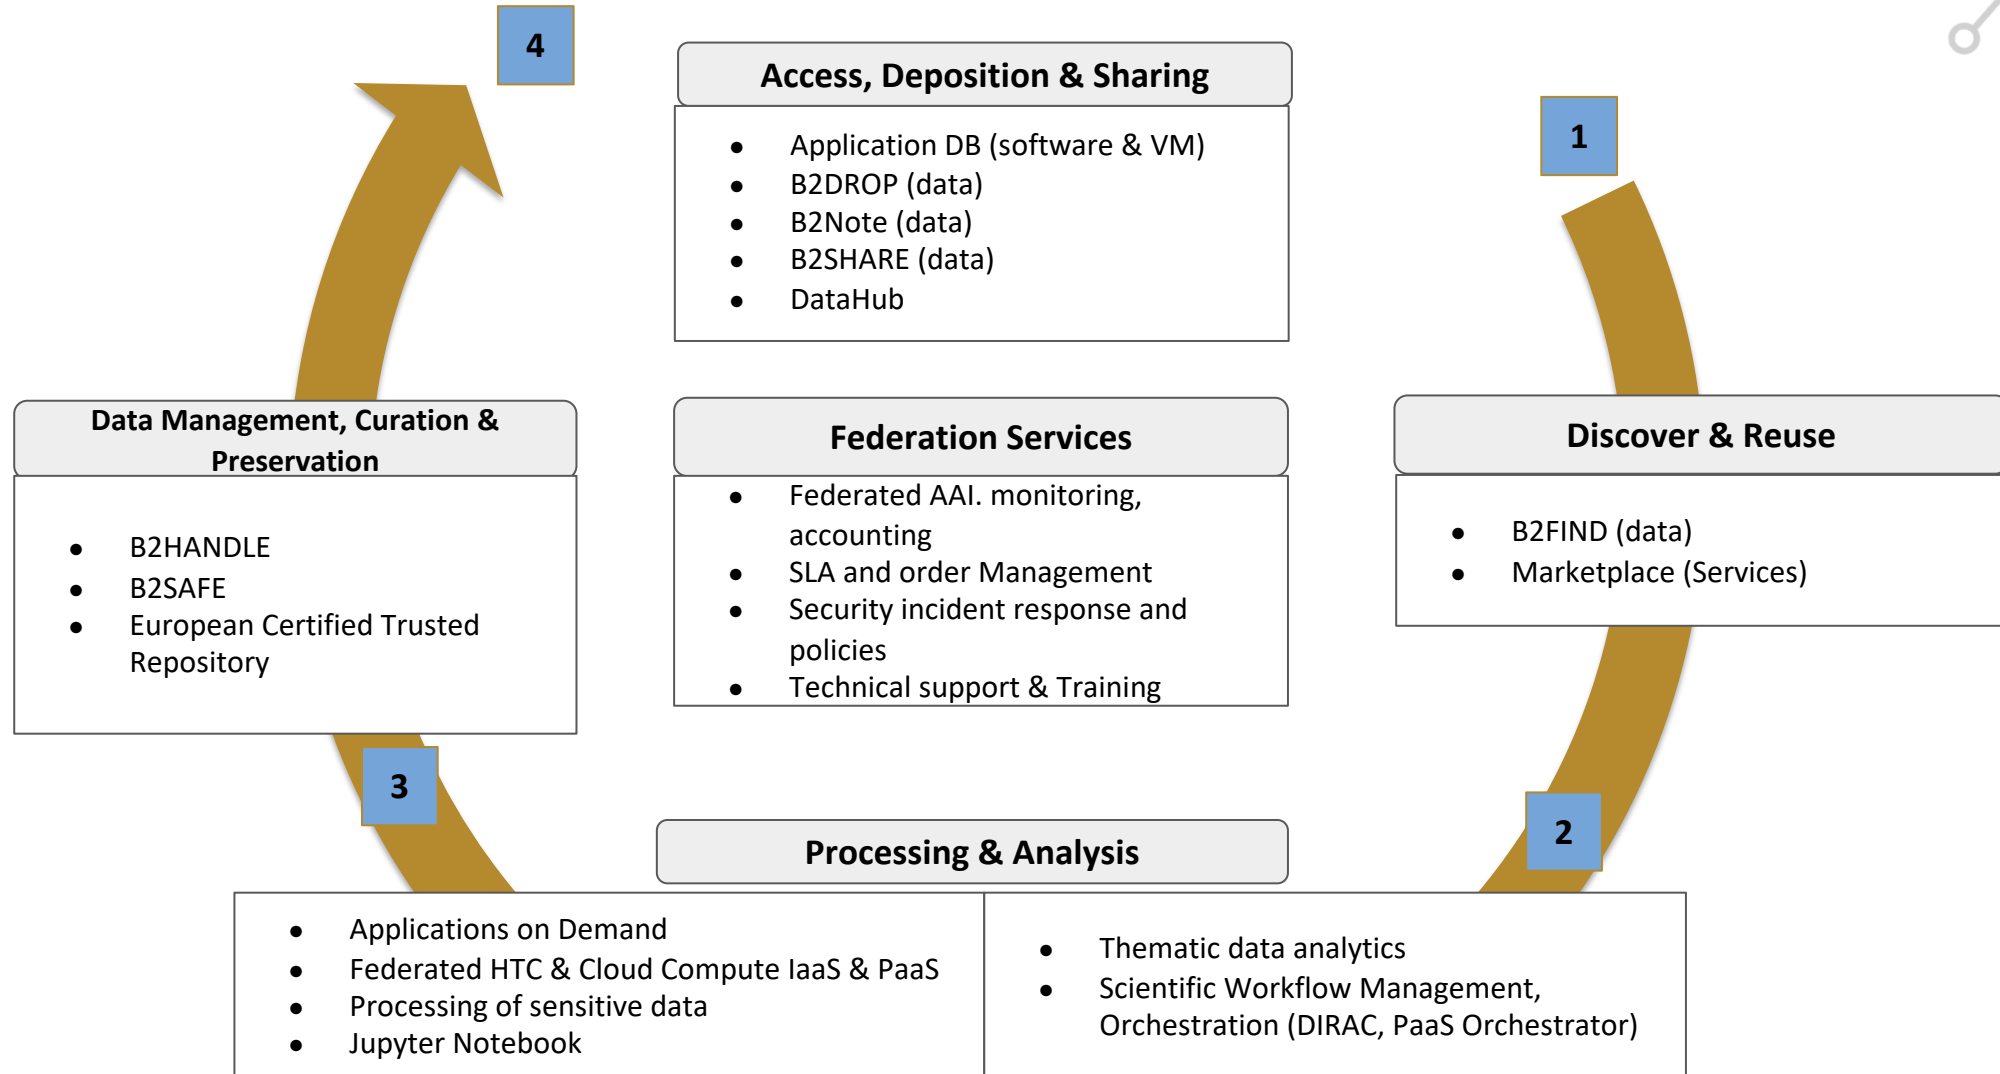 4
Access, Deposition & Sharing
● Application DB (software & VM)
● B2DROP (data)
● B2Note (data)
● B2SHARE (data)
● DataHub
1
Data Management, Curation &
Preservation
● B2HANDLE
● B2SAFE
● European Certified Trusted
Repository
Federation Services
● Federated AAI. monitoring,
accounting
● SLA and order Management
● Security incident response and
policies
● Technical support & Training
Discover & Reuse
● B2FIND (data)
● Marketplace (Services)
3
2
Processing & Analysis
● Applications on Demand
● Federated HTC & Cloud Compute IaaS & PaaS
● Processing of sensitive data
● Jupyter Notebook
● Thematic data analytics
● Scientific Workflow Management,
Orchestration (DIRAC, PaaS Orchestrator)